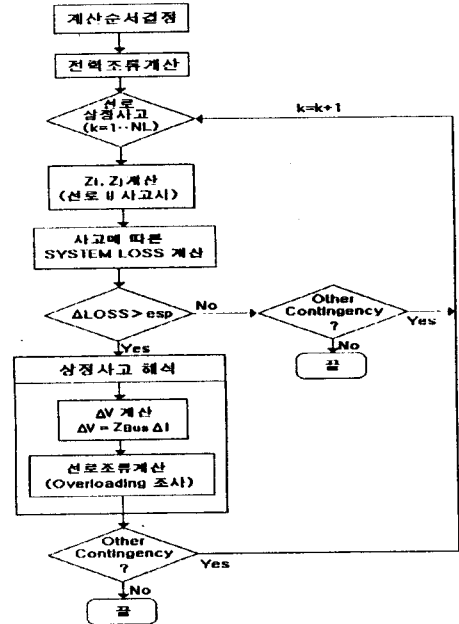 계산순서결정
전력조류계산
선로
상정사고
(k=1··NL)
k=k+1
Zi, Zj 계산
(선로 ij 사고시)
사고에 따른
SYSTEM LOSS 계산
ΔLOSS > esp
No
Other
Contingency
?
Yes
No
끝
Yes
상정사고 해석
ΔV 계산
ΔV = ZBus ΔI
선로조류계산
(Overloading 조사)
Other
Contingency
?
Yes
No
끝